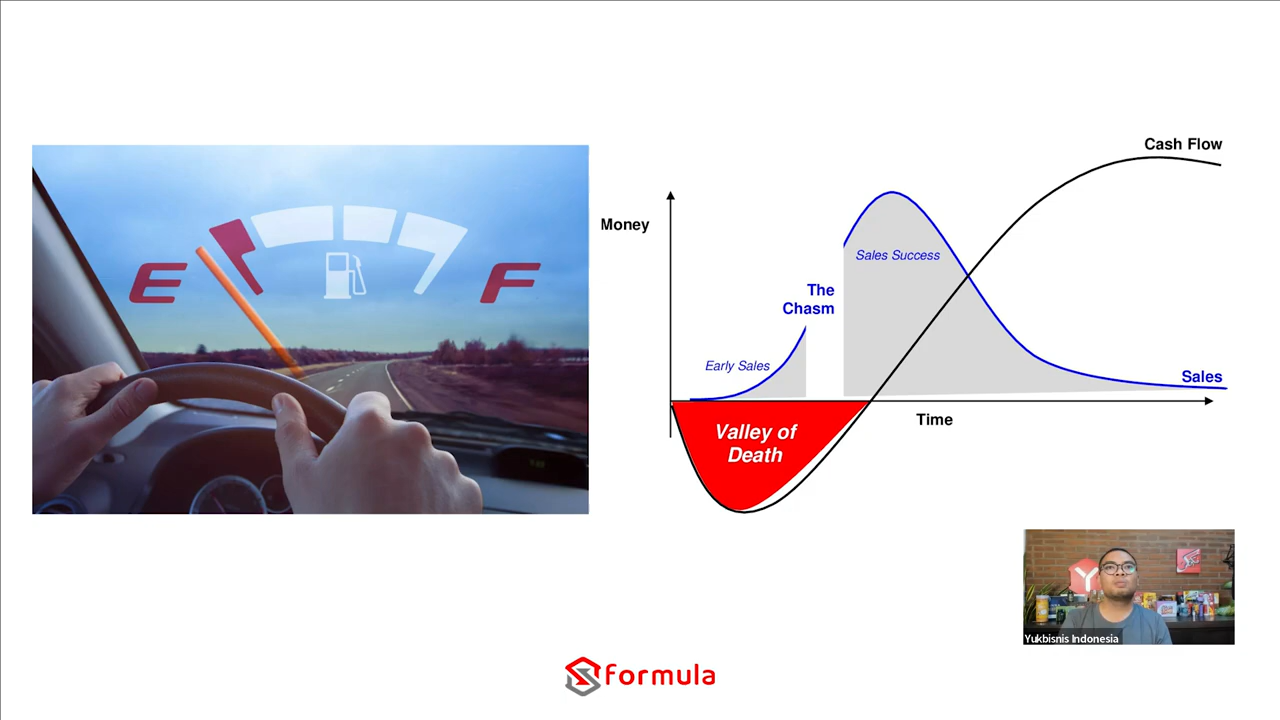 E
F
Cash Flow
Money
Sales Success
The
Chasm
Early Sales
Sales
Time
Valley of
Death
Yukbisnis Indonesia
formula